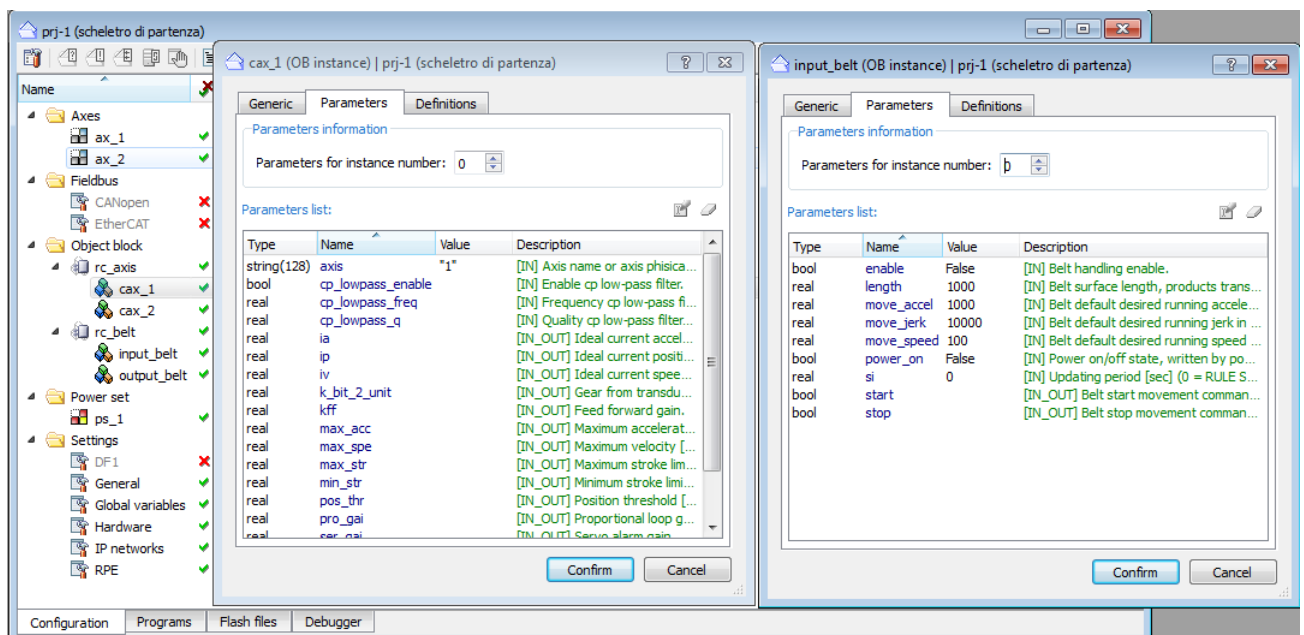 prj-1 (scheletro di partenza)
Name
Axes
ax_1
ax_2
Fieldbus
CANopen
EtherCAT
Object block
rc_axis
cax_1
cax_2
rc_belt
input_belt
output_belt
Power set
ps_1
Settings
DF1
General
Global variables
Hardware
IP networks
RPE
Configuration Programs Flash files Debugger
cax_1 (OB instance) | prj-1 (scheletro di partenza)
Generic Parameters Definitions
Parameters information
Parameters for instance number: 0
Parameters list:
Type Name Value Description
string(128) axis "1" [IN] Axis name or axis phisica...
bool cp_lowpass_enable [IN] Enable cp low-pass filter.
real cp_lowpass_freq [IN] Frequency cp low-pass fi...
real cp_lowpass_q [IN] Quality cp low-pass filter...
real ia [IN_OUT] Ideal current accel...
real ip [IN_OUT] Ideal current positi...
real iv [IN_OUT] Ideal current spee...
real k_bit_2_unit [IN_OUT] Gear from transdu...
real kff [IN_OUT] Feed forward gain.
real max_acc [IN_OUT] Maximum accelerat...
real max_spe [IN_OUT] Maximum velocity [...
real max_str [IN_OUT] Maximum stroke lim...
real min_str [IN_OUT] Minimum stroke limi...
real pos_thr [IN_OUT] Position threshold [...
real pro_gai [IN_OUT] Proportional loop g...
real ser_gai [IN_OUT] Servo alarm gain
Confirm Cancel
input_belt (OB instance) | prj-1 (scheletro di partenza)
Generic Parameters Definitions
Parameters information
Parameters for instance number:
Parameters list:
Type Name Value Description
bool enable False [IN] Belt handling enable.
real length 1000 [IN] Belt surface length, products trans...
real move_accel 1000 [IN] Belt default desired running accele...
real move_jerk 10000 [IN] Belt default desired running jerk in ...
real move_speed 100 [IN] Belt default desired running speed ...
bool power_on False [IN] Power on/off state, written by po...
real si 0 [IN] Updating period [sec] (0 = RULE S...
bool start [IN_OUT] Belt start movement comman...
bool stop [IN_OUT] Belt stop movement comman...
Confirm Cancel